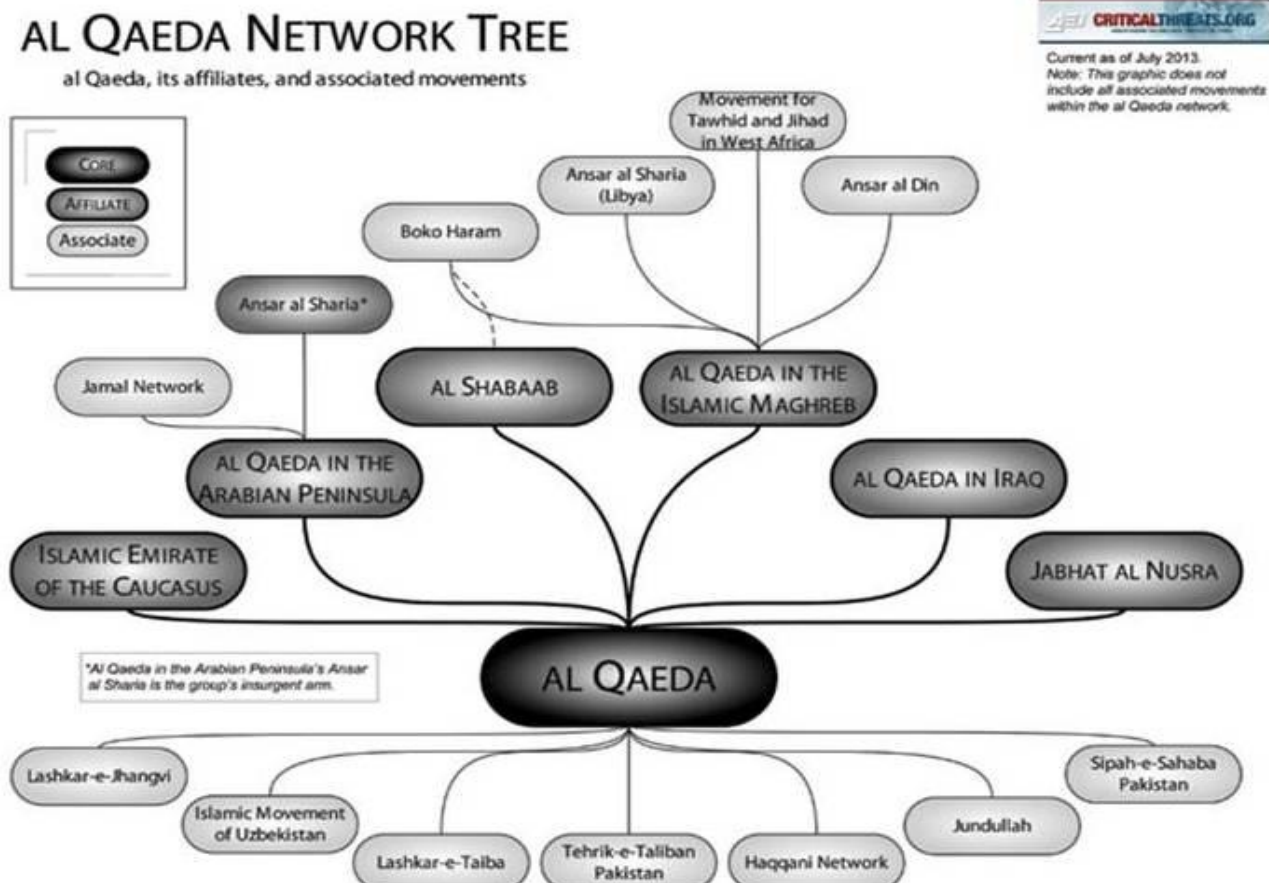 AL QAEDA NETWORK TREE
al Qaeda, its affiliates, and associated movements
CRITICALTHREATS.ORG
Current as of July 2013.
Note: This graphic does not
include all associated movements
within the al Qaeda network.
CORE
AFFILIATE
Associate
Movement for
Tawhid and Jihad
in West Africa
Ansar al Sharia
(Libya)
Ansar al Din
Boko Haram
Ansar al Sharia*
Jamal Network
AL SHABAAB
AL QAEDA IN THE
ISLAMIC MAGHREB
AL QAEDA IN THE
ARABIAN PENINSULA
AL QAEDA IN IRAQ
ISLAMIC EMIRATE
OF THE CAUCASUS
JABHAT AL NUSRA
AL QAEDA
*Al Qaeda in the Arabian Peninsula's Ansar
al Sharia is the group's insurgent arm.
Lashkar-e-Jhangvi
Islamic Movement
of Uzbekistan
Lashkar-e-Taiba
Tehrik-e-Taliban
Pakistan
Haqqani Network
Jundullah
Sipah-e-Sahaba
Pakistan